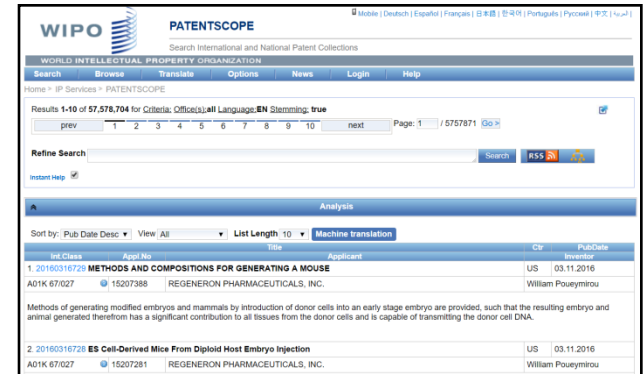 Mobile | Deutsch | Español | Français | 日本語 | 한국어 | Português | Русский | 中文 | العربية |
WIPO
PATENTSCOPE
Search International and National Patent Collections
WORLD INTELLECTUAL PROPERTY ORGANIZATION
Search Browse Translate Options News Login Help
Home > IP Services > PATENTSCOPE
Results 1-10 of 57,578,704 for Criteria: Office(s):all Language:EN Stemming: true
prev 1 2 3 4 5 6 7 8 9 10 next Page: 1 / 5757871 Go >
Refine Search Search RSS
Instant Help
Analysis
Sort by: Pub Date Desc View All List Length 10 Machine translation
Title Ctr PubDate
Int.Class Appl.No Applicant Inventor
1. 20160316729 METHODS AND COMPOSITIONS FOR GENERATING A MOUSE US 03.11.2016
A01K 67/027 15207388 REGENERON PHARMACEUTICALS, INC. William Poueymirou
Methods of generating modified embryos and mammals by introduction of donor cells into an early stage embryo are provided, such that the resulting embryo and
animal generated therefrom has a significant contribution to all tissues from the donor cells and is capable of transmitting the donor cell DNA.
2. 20160316728 ES Cell-Derived Mice From Diploid Host Embryo Injection US 03.11.2016
A01K 67/027 15207281 REGENERON PHARMACEUTICALS, INC. William Poueymirou